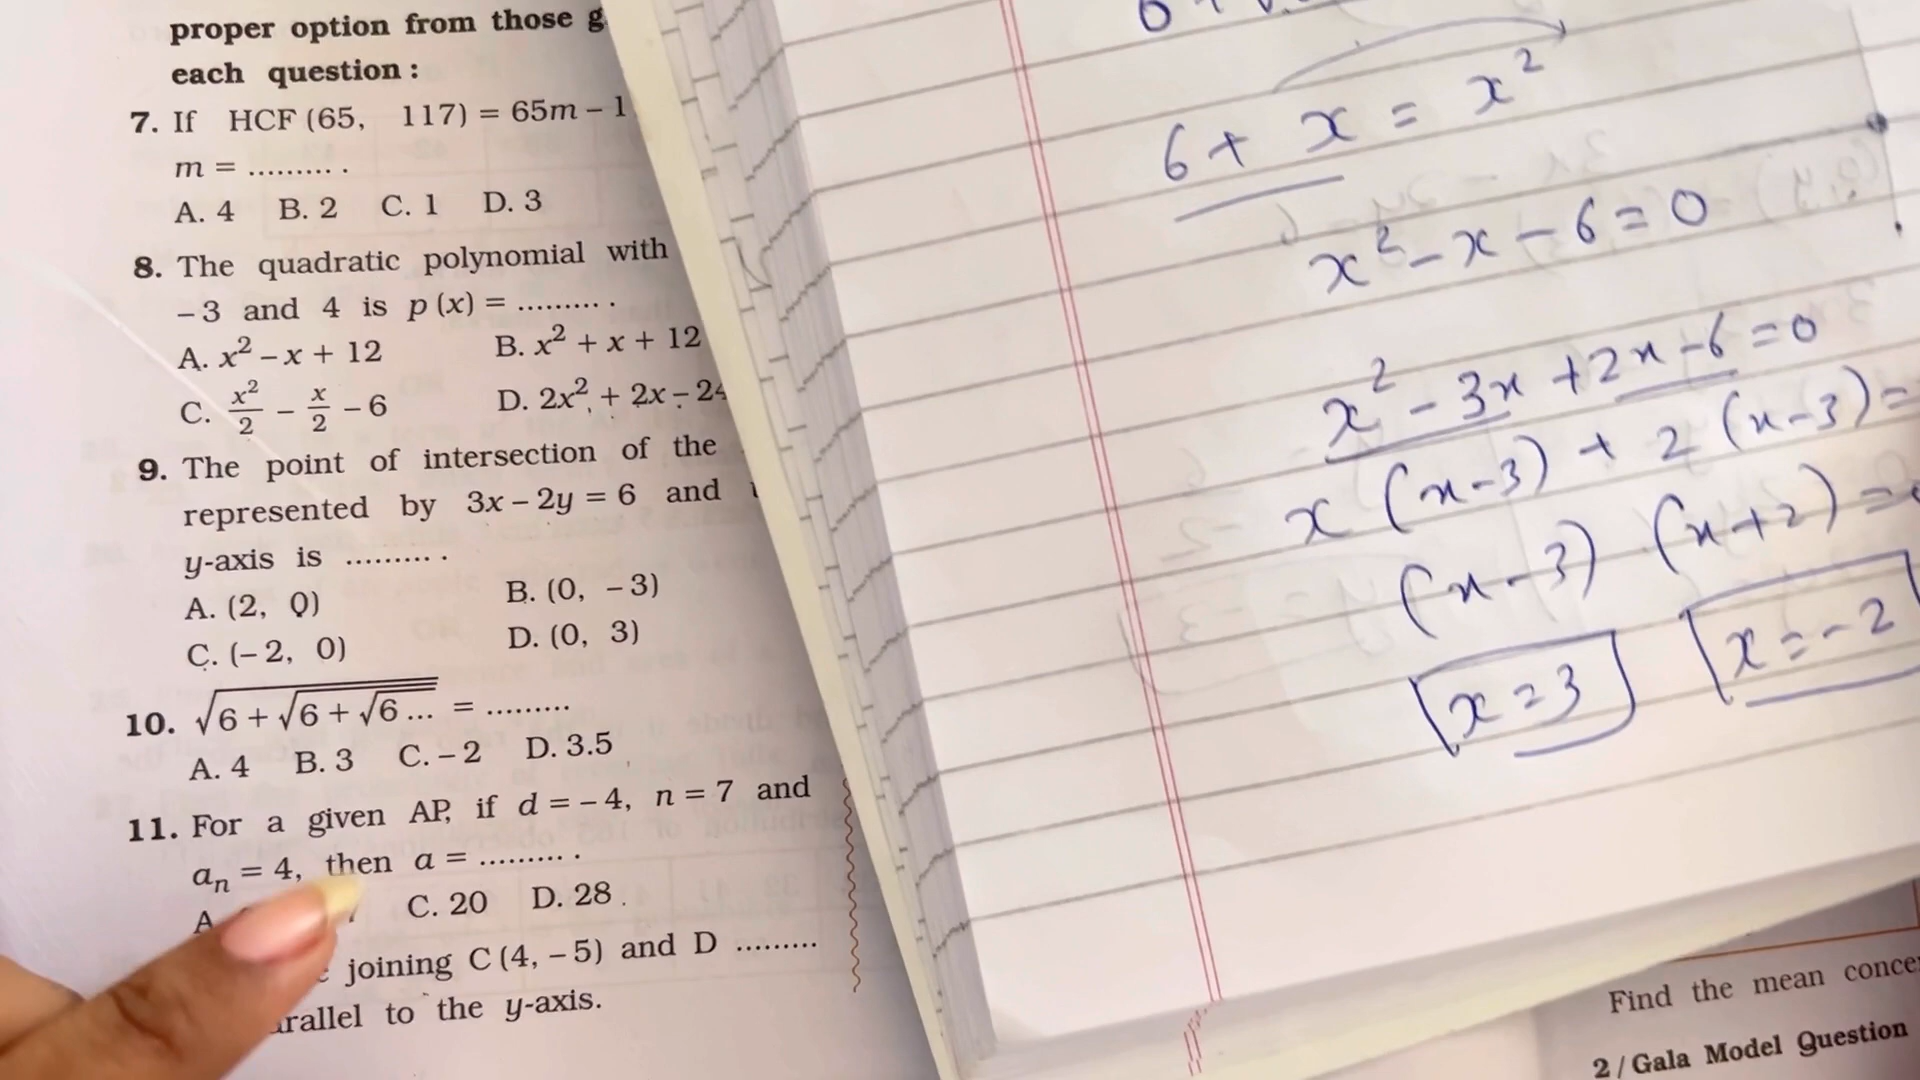 proper option from those
each question :
7. If HCF (65, 117) = 65m – 1
m = ......... .
A. 4 B. 2 C. 1 D. 3
8. The quadratic polynomial with
– 3 and 4 is p (x) = ......... .
A. x² – x + 12 B. x² + x + 12
C. x²/2 – x/2 – 6 D. 2x² + 2x – 24
9. The point of intersection of the
represented by 3x – 2y = 6 and
y-axis is ......... .
A. (2, 0) B. (0, – 3)
C. (– 2, 0) D. (0, 3)
10. √6 + √6 + √6 ... = .........
A. 4 B. 3 C. – 2 D. 3.5
11. For a given AP, if d = – 4, n = 7 and
aₙ = 4, then a = ......... .
A. C. 20 D. 28
joining C (4, – 5) and D .........
to the y-axis.
6 + x = x²
x² – x – 6 = 0
x² – 3x + 2x – 6 = 0
x (x – 3) + 2 (x – 3) =
(x – 3) (x + 2) =
x = 3 x = – 2
Find the mean
2 / Gala Model Question